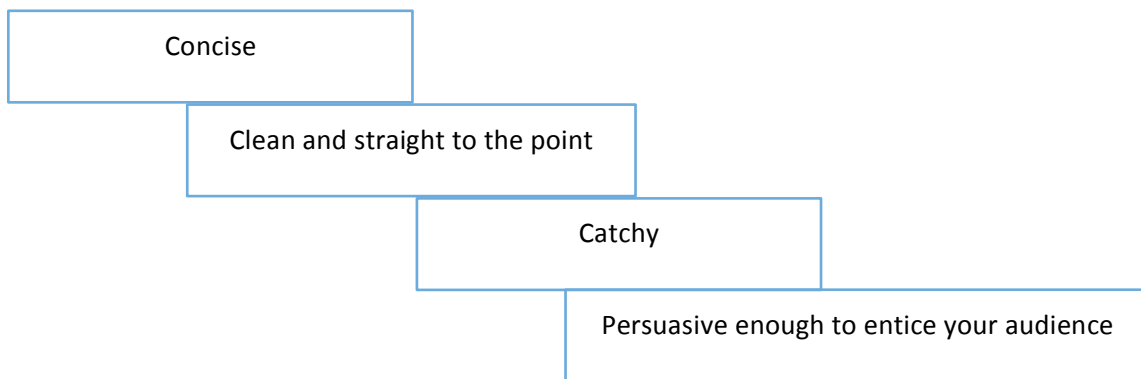 Concise
Clean and straight to the point
Catchy
Persuasive enough to entice your audience